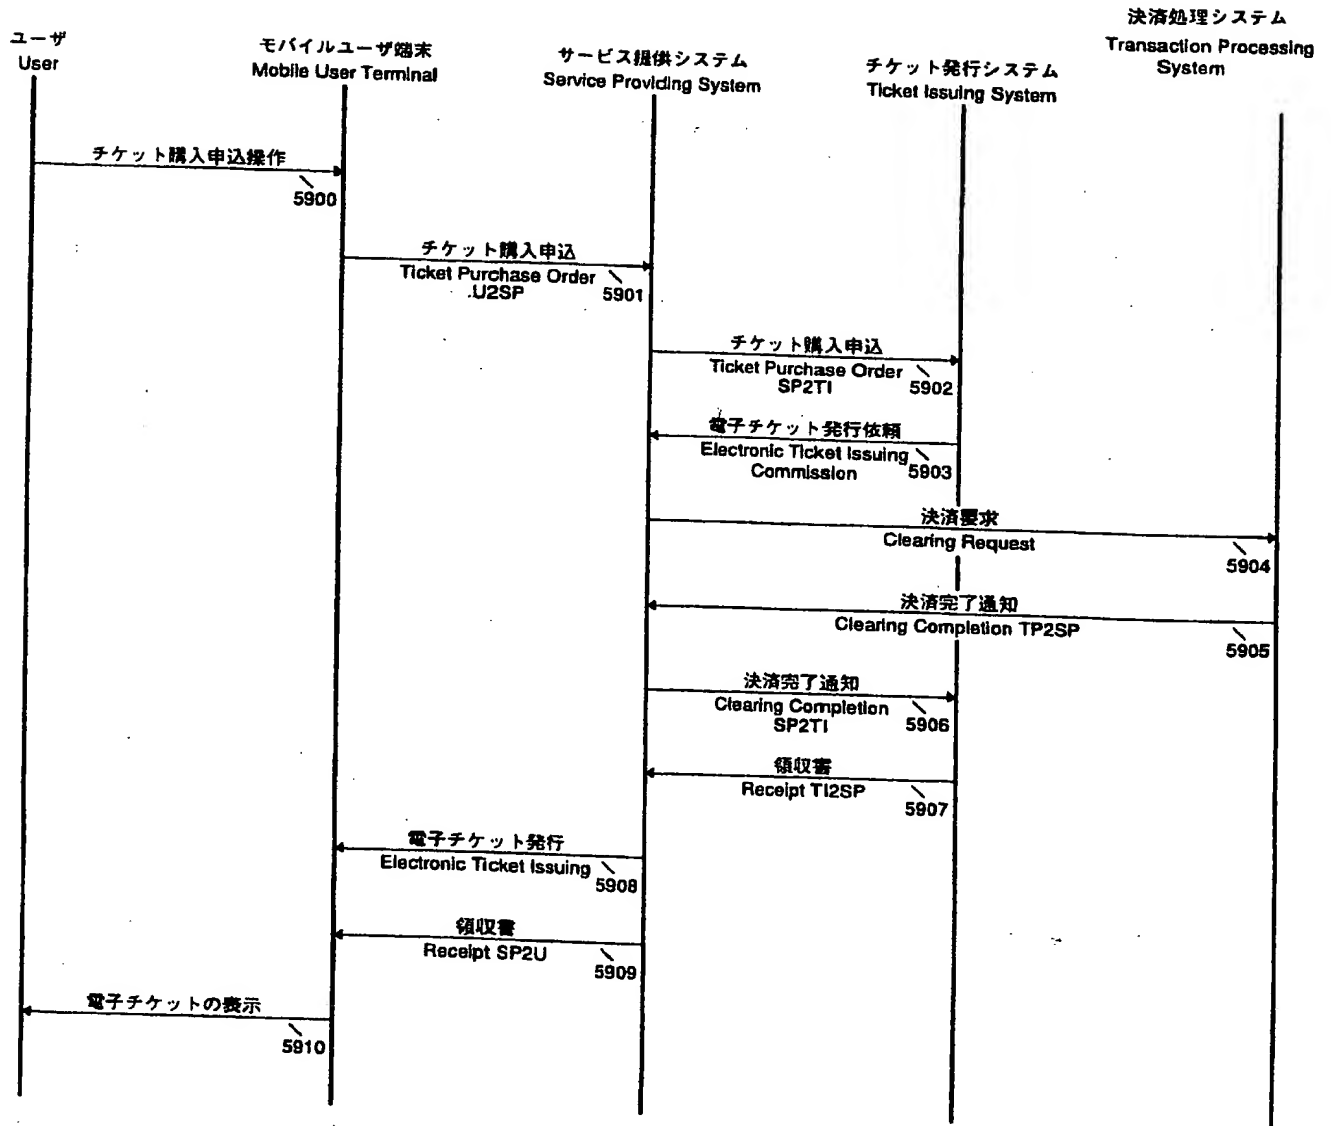 ユーザ
User
モバイルユーザ端末
Mobile User Terminal
サービス提供システム
Service Providing System
チケット発行システム
Ticket Issuing System
決済処理システム
Transaction Processing
System
チケット購入申込操作
5900
チケット購入申込
Ticket Purchase Order
U2SP
5901
チケット購入申込
Ticket Purchase Order
SP2TI
5902
電子チケット発行依頼
Electronic Ticket Issuing
Commission
5903
決済要求
Clearing Request
5904
決済完了通知
Clearing Completion TP2SP
5905
決済完了通知
Clearing Completion
SP2TI
5906
領収書
Receipt TI2SP
5907
電子チケット発行
Electronic Ticket Issuing
5908
領収書
Receipt SP2U
5909
電子チケットの表示
5910